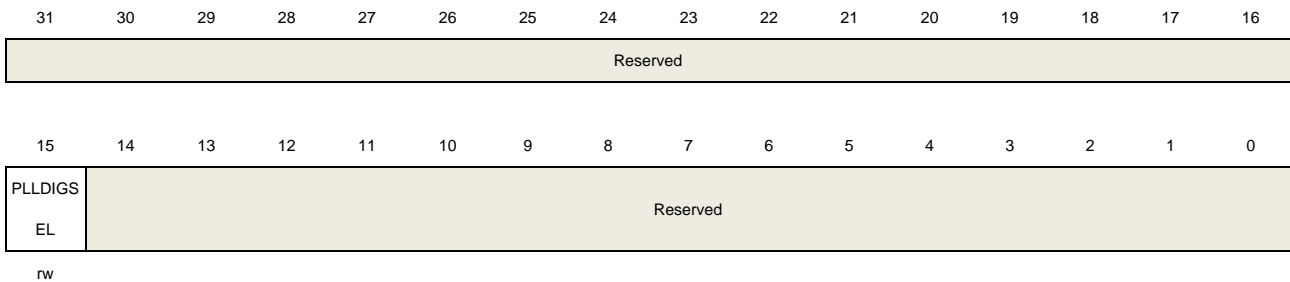 31 30 29 28 27 26 25 24 23 22 21 20 19 18 17 16
Reserved
15 14 13 12 11 10 9 8 7 6 5 4 3 2 1 0
PLLDIGS
EL
Reserved
rw